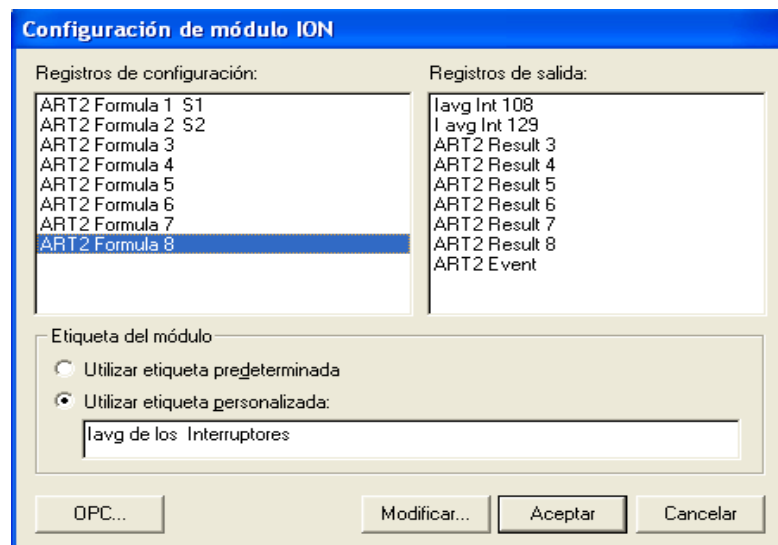 Configuración de módulo ION
Registros de configuración:
Registros de salida:
ART2 Formula 1 S1
ART2 Formula 2 S2
ART2 Formula 3
ART2 Formula 4
ART2 Formula 5
ART2 Formula 6
ART2 Formula 7
ART2 Formula 8
Iavg Int 108
I avg Int 129
ART2 Result 3
ART2 Result 4
ART2 Result 5
ART2 Result 6
ART2 Result 7
ART2 Result 8
ART2 Event
Etiqueta del módulo
Utilizar etiqueta predeterminada
Utilizar etiqueta personalizada:
Iavg de los Interruptores
OPC...
Modificar...
Aceptar
Cancelar